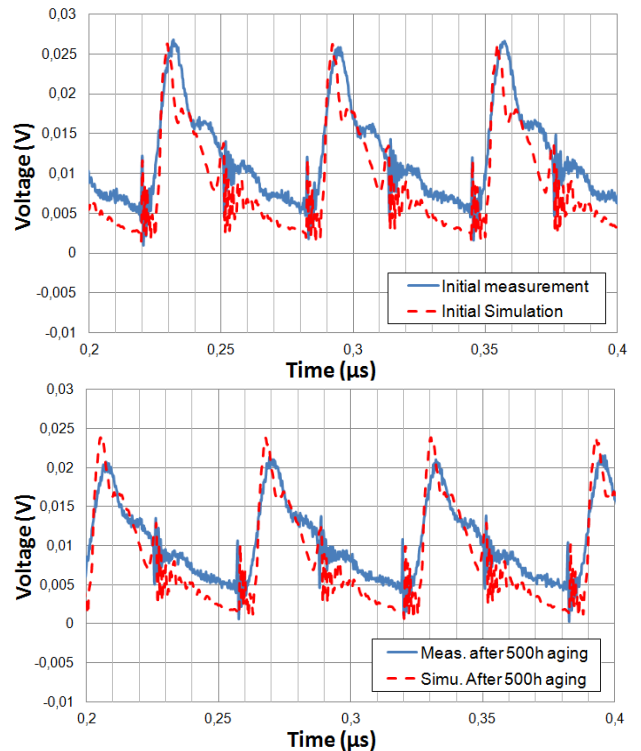 0,03
0,025
0,02
0,015
0,01
0,005
0
-0,005
-0,01
Voltage (V)
Initial measurement
Initial Simulation
0,2 0,25 0,3 0,35 0,4
Time (µs)
0,03
0,025
0,02
0,015
0,01
0,005
0
-0,005
-0,01
Voltage (V)
Meas. after 500h aging
Simu. After 500h aging
0,2 0,25 0,3 0,35 0,4
Time (µs)